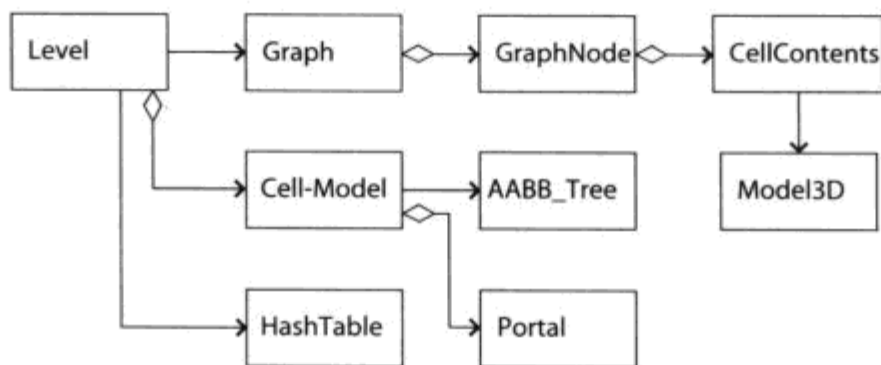 Level
Graph
GraphNode
CellContents
Cell-Model
AABB_Tree
Model3D
HashTable
Portal